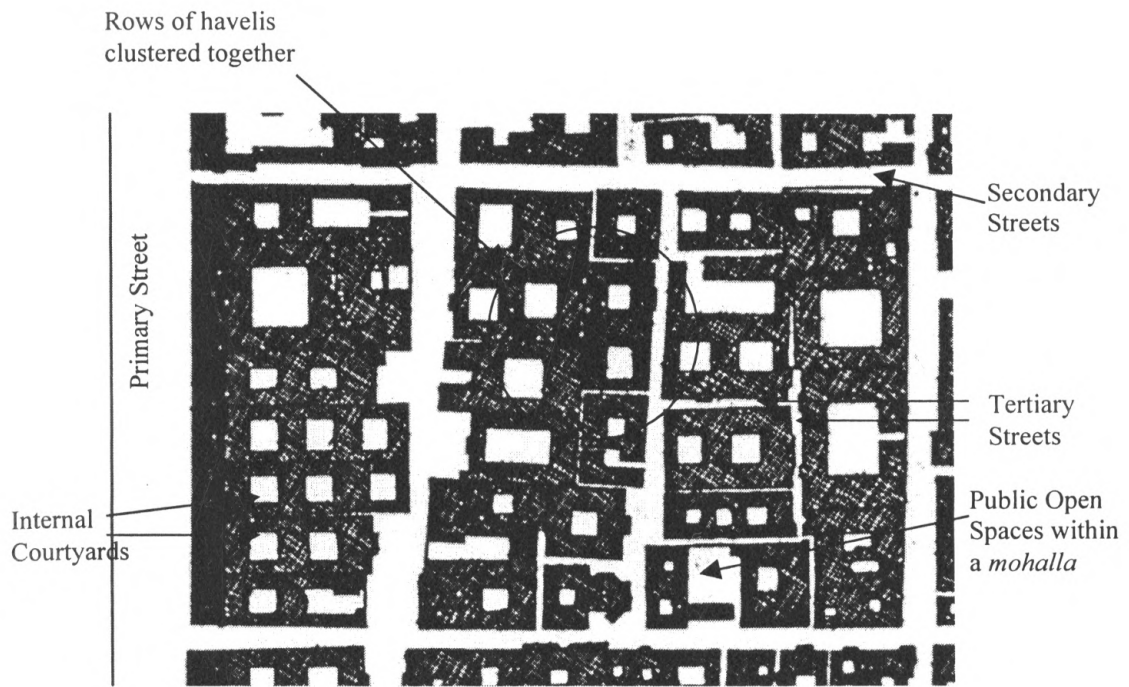 Rows of havelis
clustered together
Primary Street
Secondary
Streets
Tertiary
Streets
Internal
Courtyards
Public Open
Spaces within
a mohalla